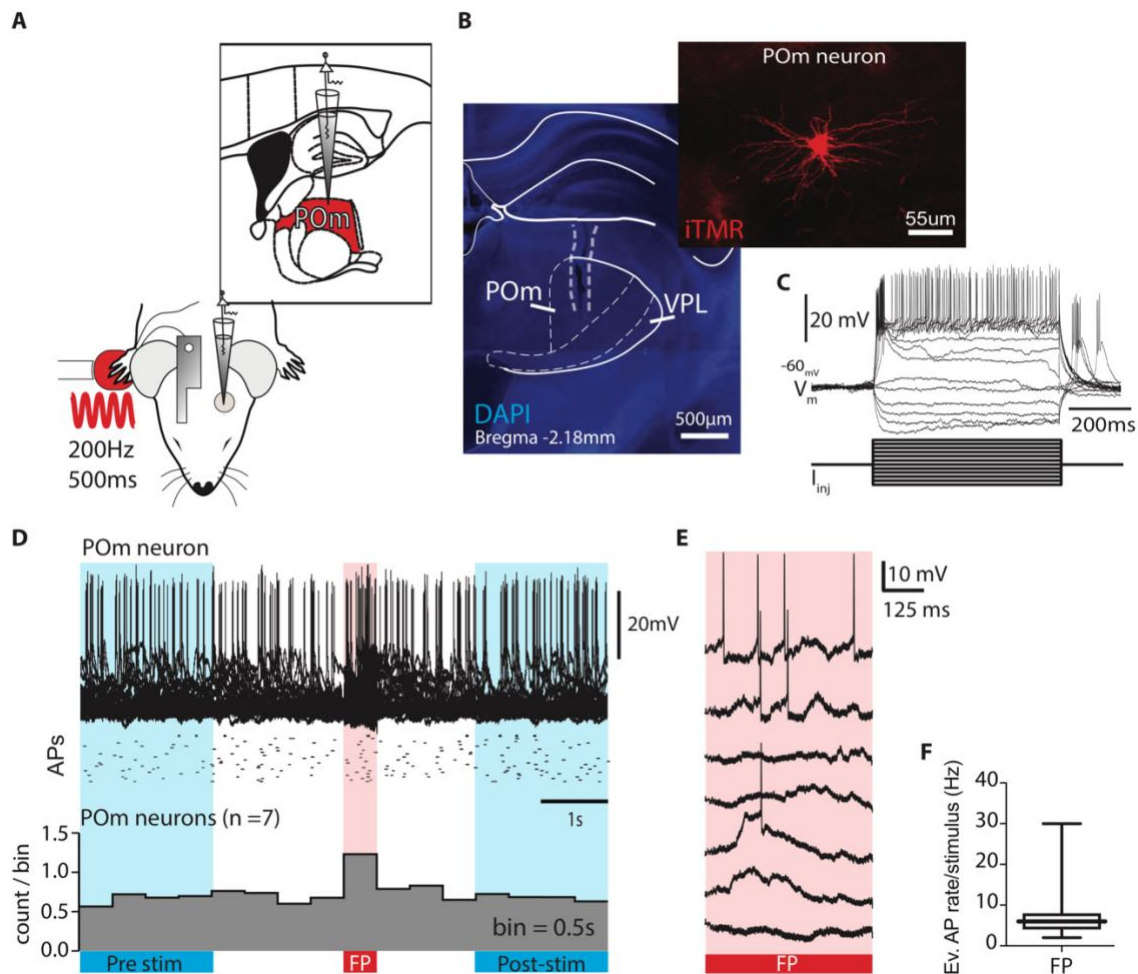 A
POm
200Hz
500ms
B
POm neuron
iTMR
55um
POm
VPL
DAPI
Bregma -2.18mm
500μm
C
20 mV
-60mV
Vm
200ms
Iinj
D
POm neuron
20mV
APs
1s
POm neurons (n =7)
count / bin
1.5
1.0
0.5
0.0
bin = 0.5s
Pre stim
FP
Post-stim
E
10 mV
125 ms
FP
F
Ev. AP rate/stimulus (Hz)
40
30
20
10
0
FP